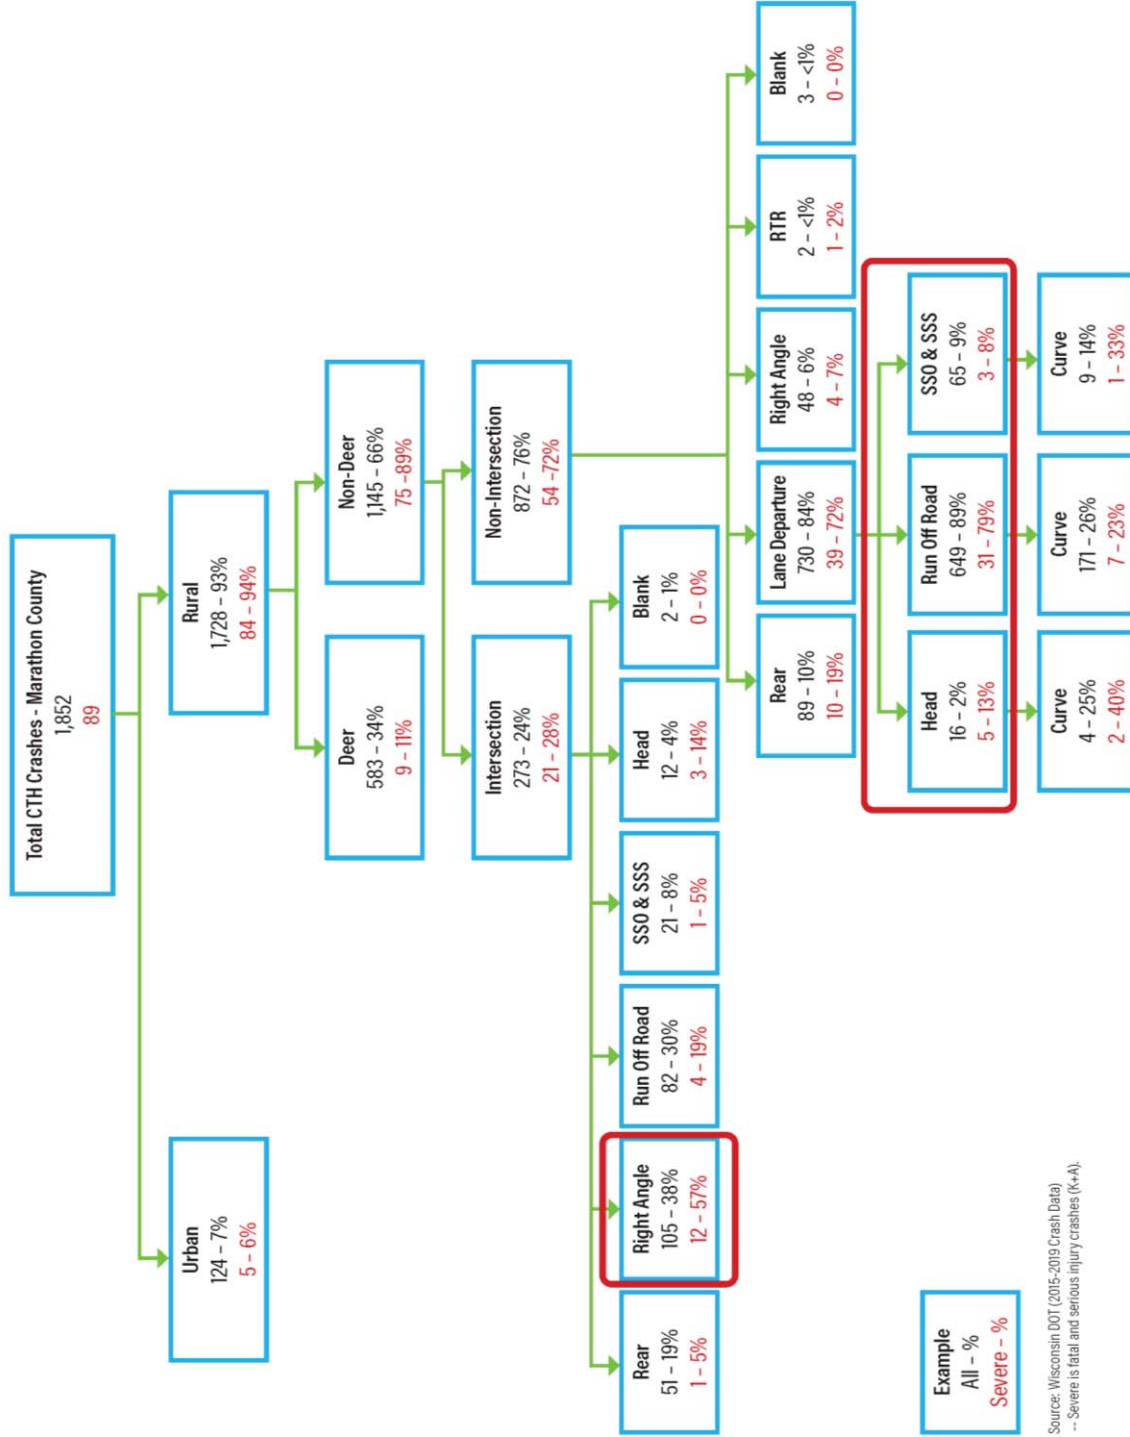 Total CTH Crashes - Marathon County
1,852
89
Urban
124 – 7%
5 – 6%
Rural
1,728 – 93%
84 – 94%
Deer
583 – 34%
9 – 11%
Non-Deer
1,145 – 66%
75 –89%
Intersection
273 – 24%
21 – 28%
Non-Intersection
872 – 76%
54 –72%
Rear
51 – 19%
1 – 5%
Right Angle
105 – 38%
12 – 57%
Run Off Road
82 – 30%
4 – 19%
SSO & SSS
21 – 8%
1 – 5%
Head
12 – 4%
3 – 14%
Blank
2 – 1%
0 – 0%
Rear
89 – 10%
10 – 19%
Lane Departure
730 – 84%
39 – 72%
Right Angle
48 – 6%
4 – 7%
RTR
2 – <1%
1 – 2%
Blank
3 – <1%
0 – 0%
Head
16 – 2%
5 – 13%
Run Off Road
649 – 89%
31 – 79%
SSO & SSS
65 – 9%
3 – 8%
Curve
4 – 25%
2 – 40%
Curve
171 – 26%
7 – 23%
Curve
9 – 14%
1 – 33%
Example
All – %
Severe – %
Source: Wisconsin DOT (2015-2019 Crash Data)
-- Severe is fatal and serious injury crashes (K+A).